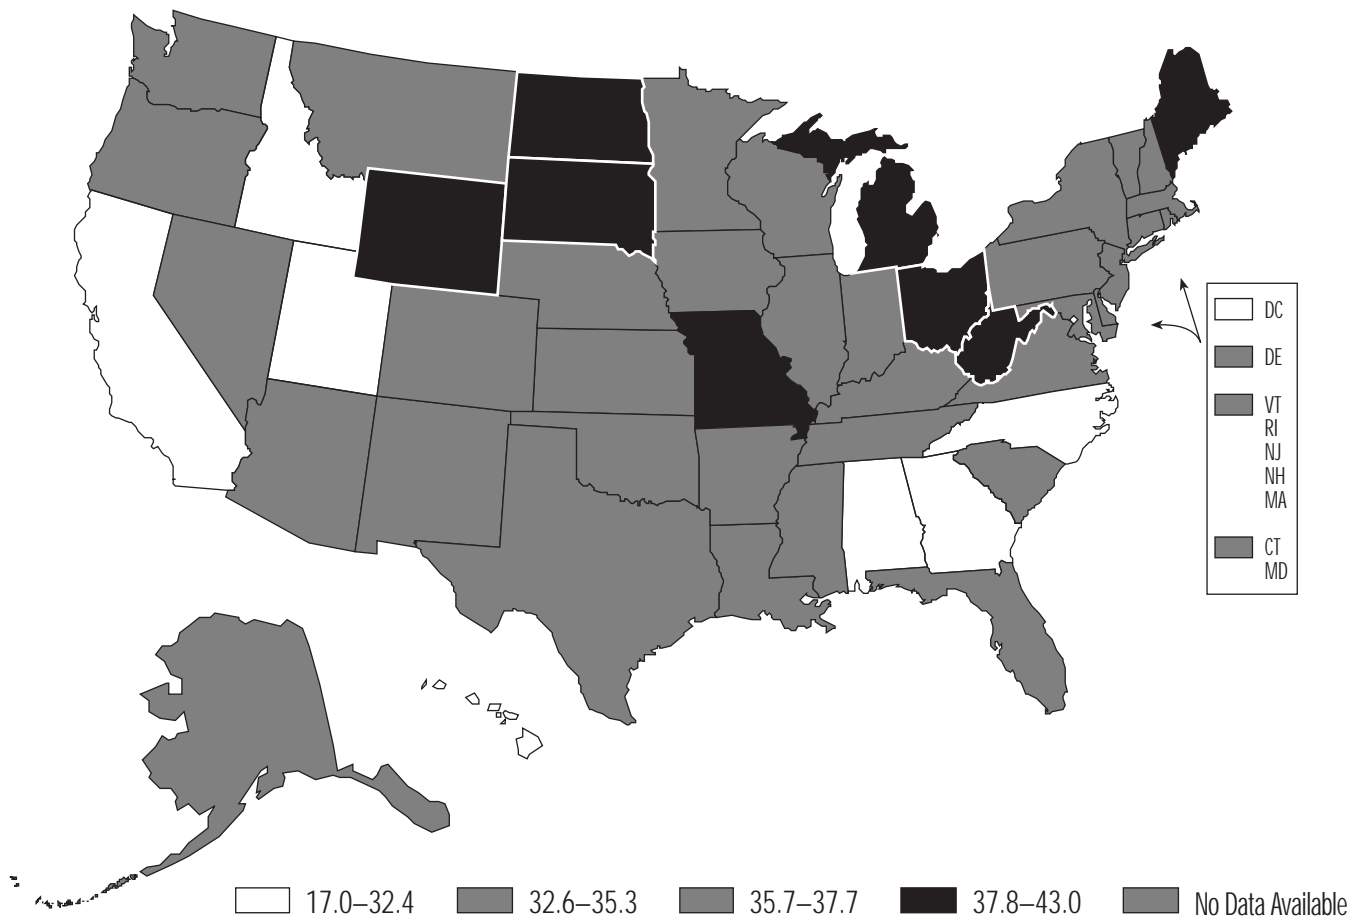 DC
DE
VT
RI
NJ
NH
MA
CT
MD
17.0–32.4
32.6–35.3
35.7–37.7
37.8–43.0
No Data Available